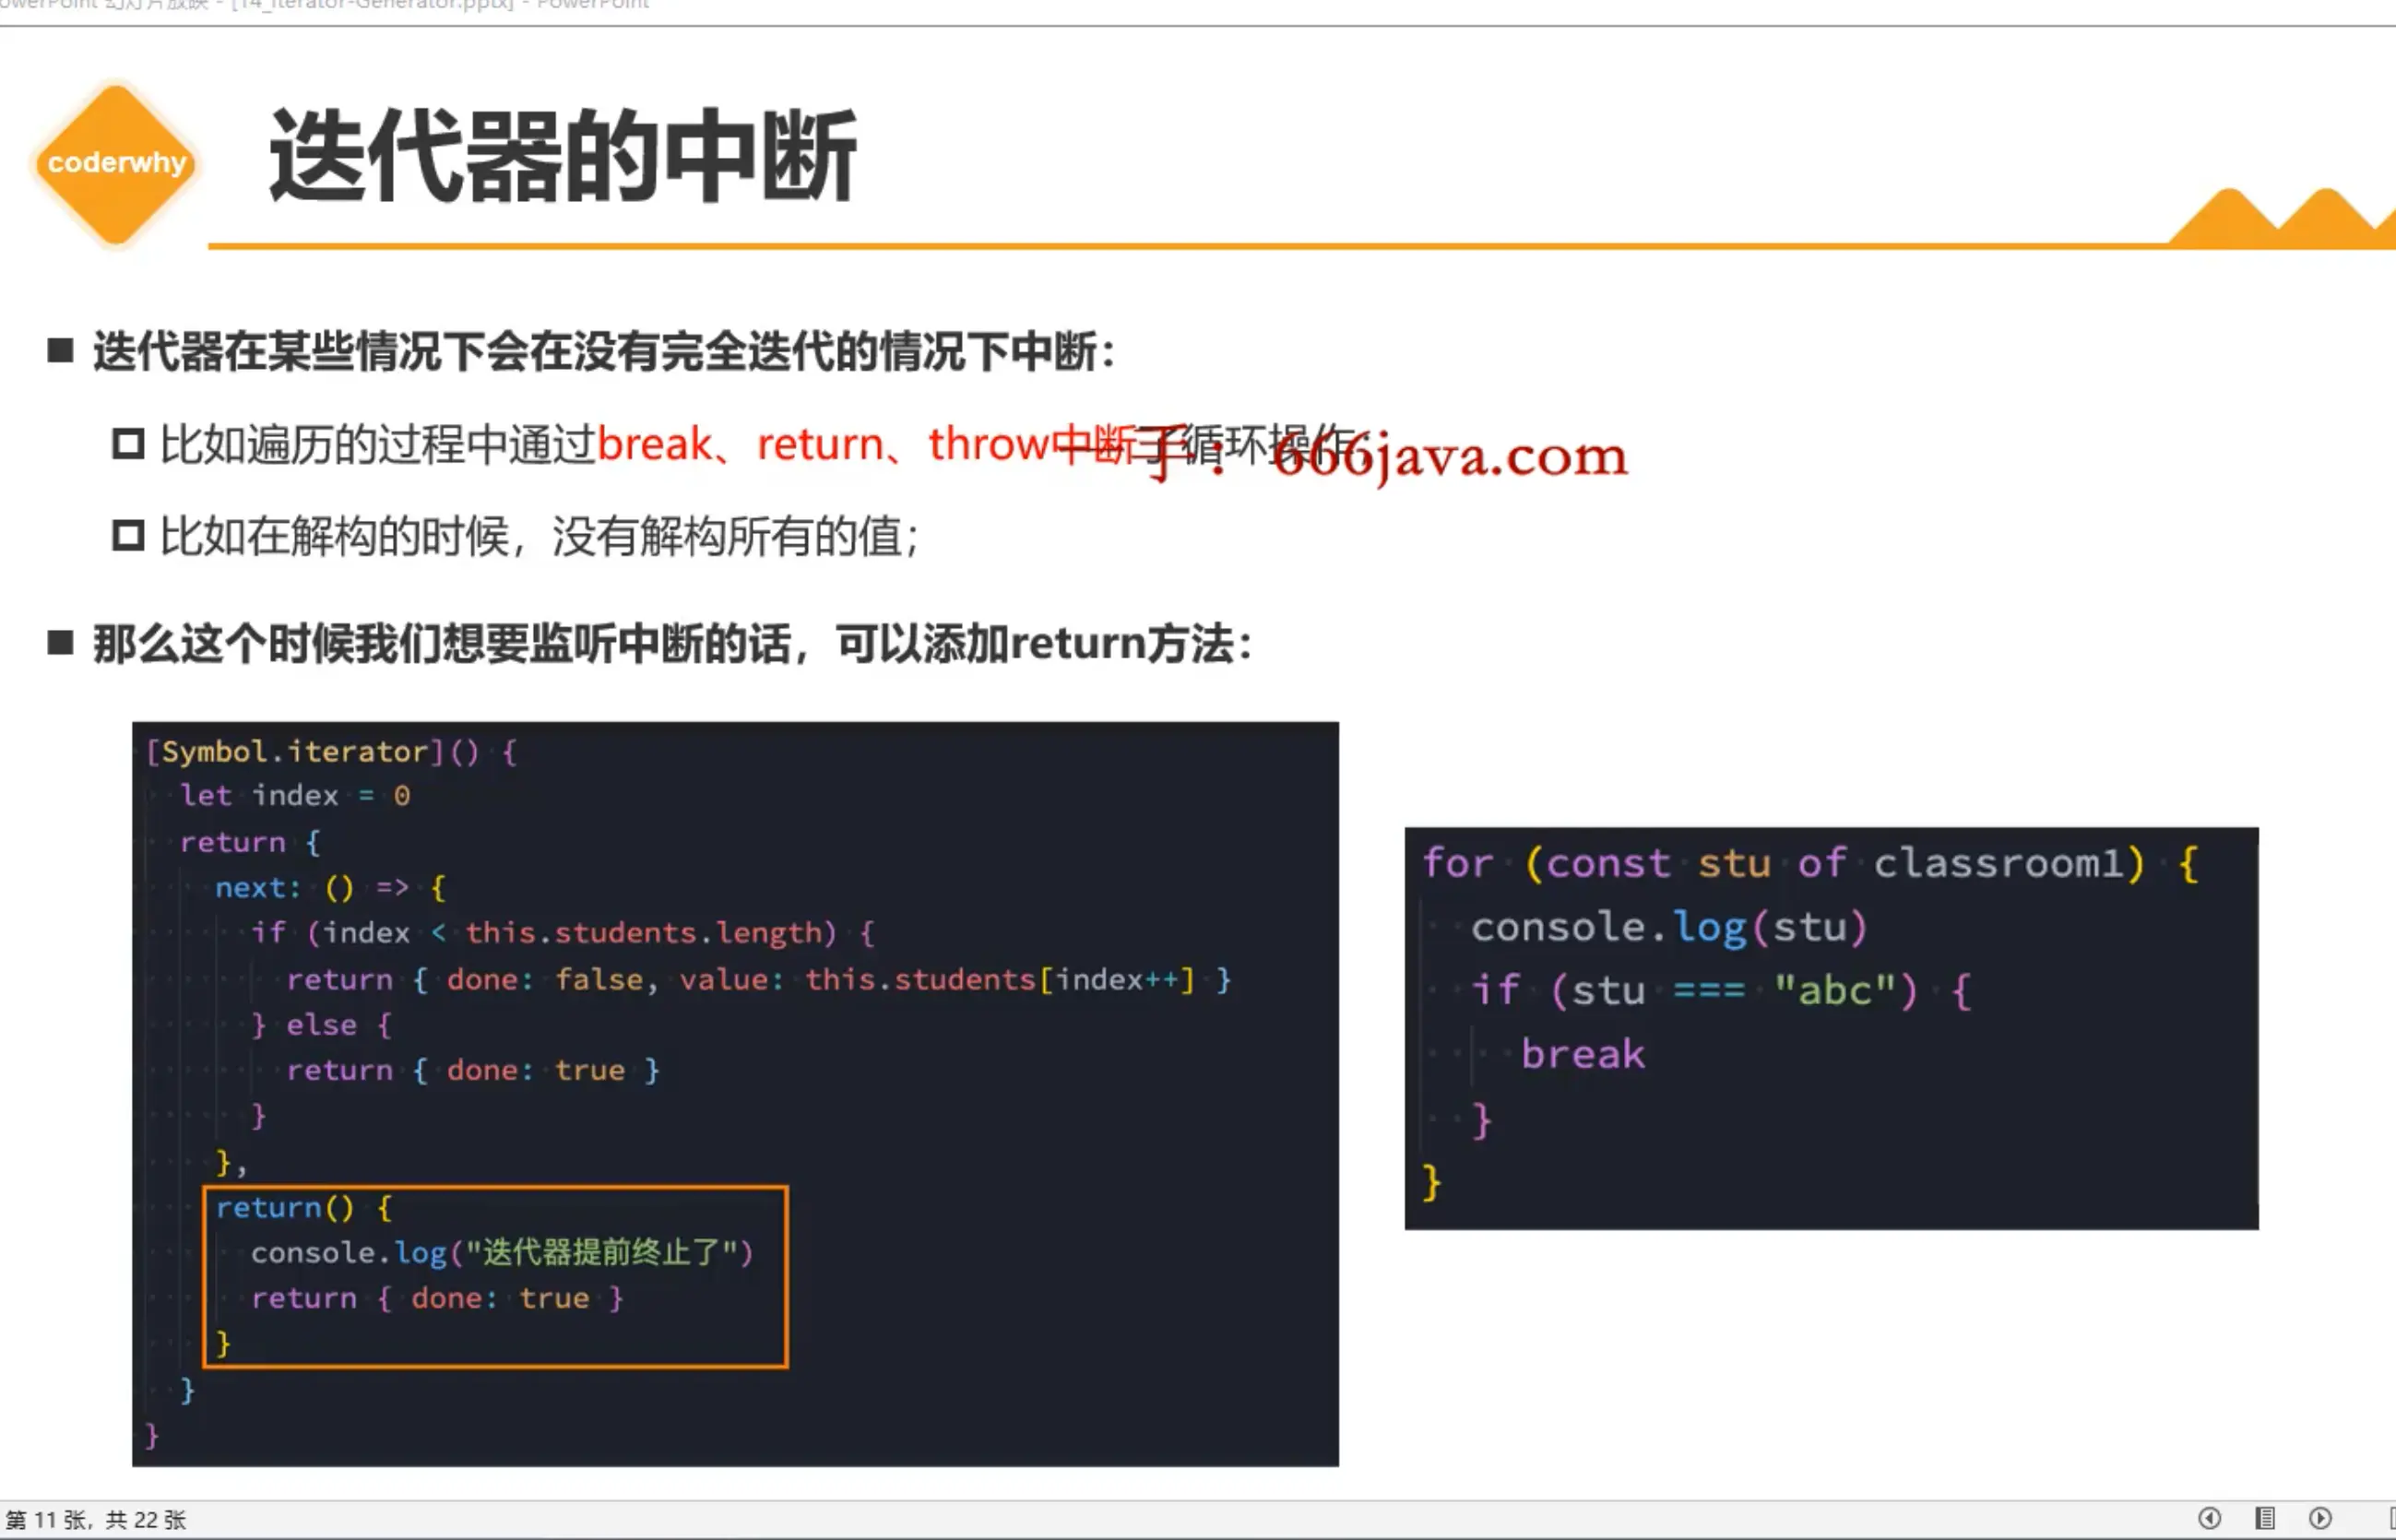 PowerPoint 幻灯片放映 - [14_Iterator-Generator.pptx] - PowerPoint
coderwhy
迭代器的中断
■ 迭代器在某些情况下会在没有完全迭代的情况下中断：
比如遍历的过程中通过break、return、throw中断了循环操作；
666java.com
比如在解构的时候，没有解构所有的值；
■ 那么这个时候我们想要监听中断的话，可以添加return方法：
[Symbol.iterator]() {
let index = 0
return {
next: () => {
if (index < this.students.length) {
return { done: false, value: this.students[index++] }
} else {
return { done: true }
}
},
return() {
console.log("迭代器提前终止了")
return { done: true }
}
}
}
for (const stu of classroom1) {
console.log(stu)
if (stu === "abc") {
break
}
}
第 11 张，共 22 张